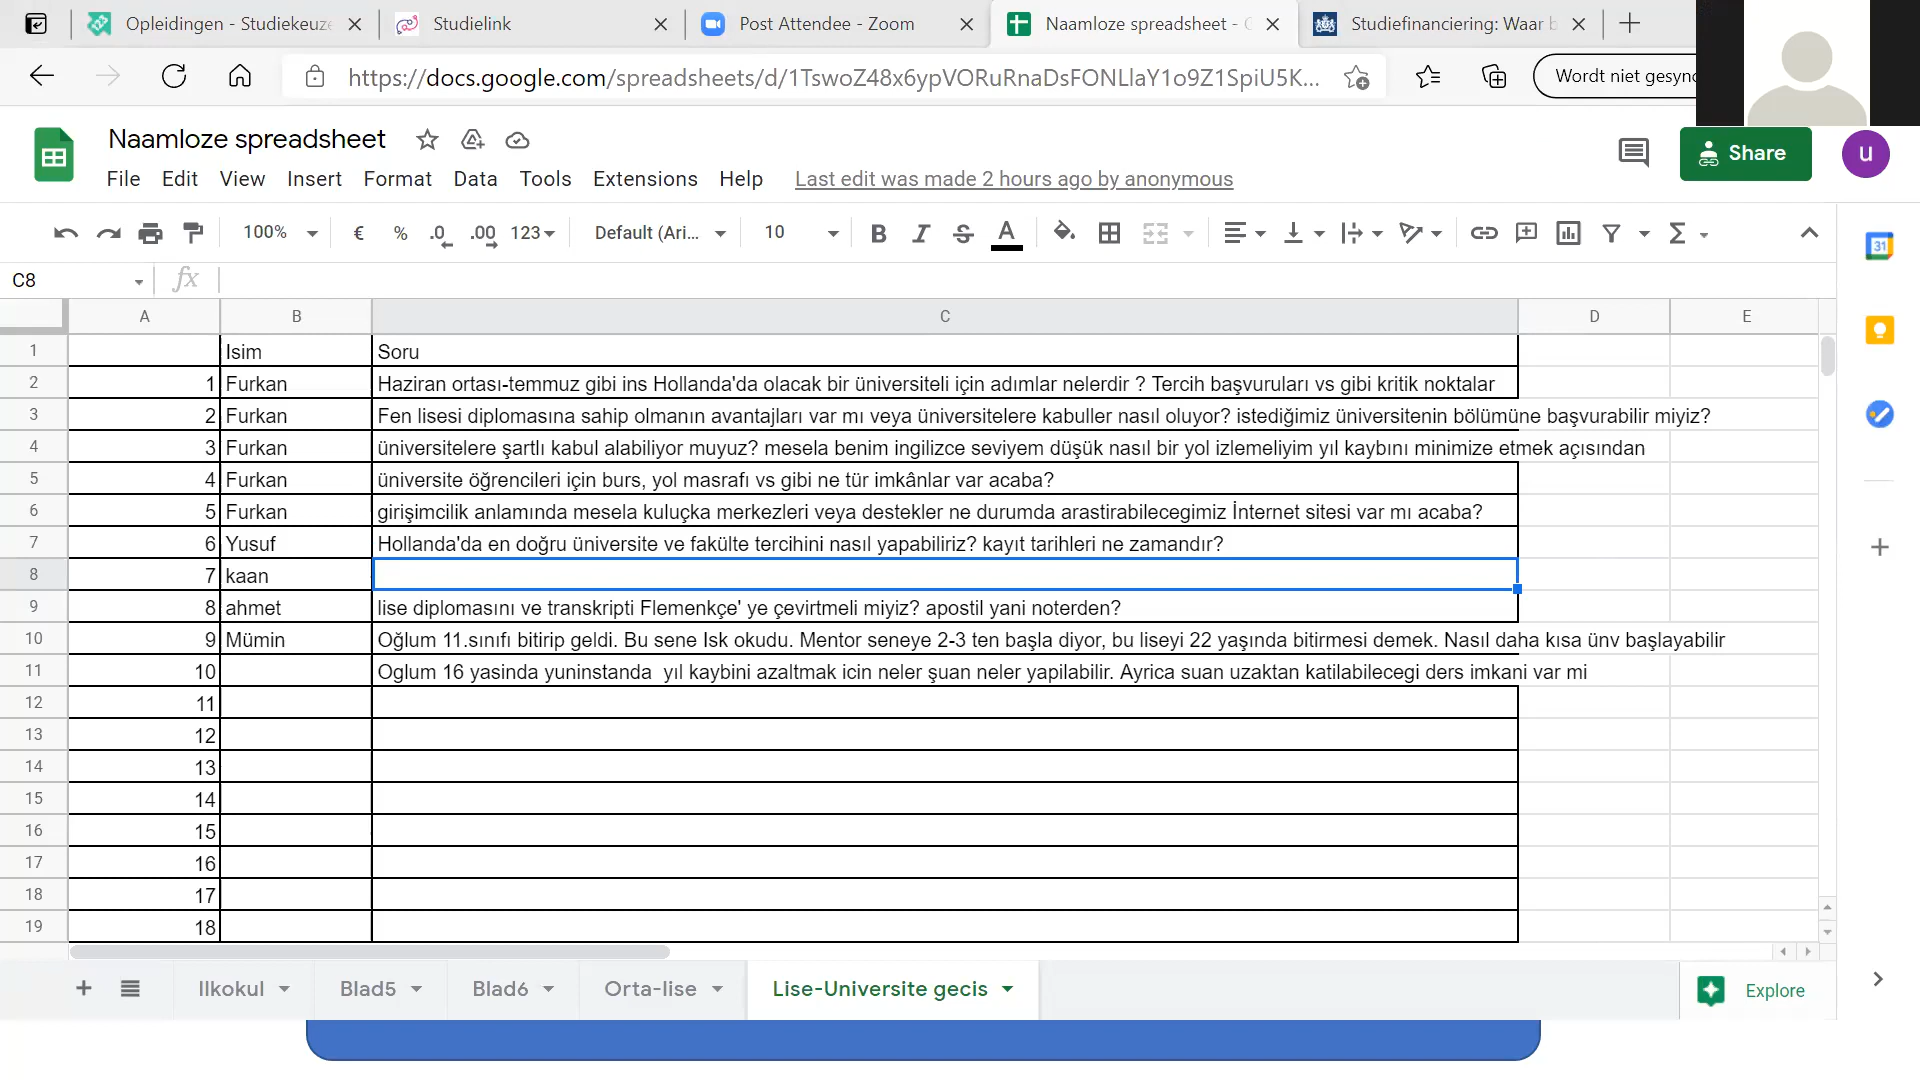 Opleidingen - Studiekeuze
Studielink
Post Attendee - Zoom
Naamloze spreadsheet - G
Studiefinanciering: Waar b
https://docs.google.com/spreadsheets/d/1TswoZ48x6ypVORuRnaDsFONLlaY1o9Z1SpiU5K...
Wordt niet gesync
Naamloze spreadsheet
Share
u
File Edit View Insert Format Data Tools Extensions Help Last edit was made 2 hours ago by anonymous
100% € % .0 .00 123 Default (Ari... 10 B I S A Σ
31
C8 fx
A B C D E
1 Isim Soru
2 1 Furkan Haziran ortası-temmuz gibi ins Hollanda'da olacak bir üniversiteli için adımlar nelerdir ? Tercih başvuruları vs gibi kritik noktalar
3 2 Furkan Fen lisesi diplomasına sahip olmanın avantajları var mı veya üniversitelere kabuller nasıl oluyor? istediğimiz üniversitenin bölümüne başvurabilir miyiz?
4 3 Furkan üniversitelere şartlı kabul alabiliyor muyuz? mesela benim ingilizce seviyem düşük nasıl bir yol izlemeliyim yıl kaybını minimize etmek açısından
5 4 Furkan üniversite öğrencileri için burs, yol masrafı vs gibi ne tür imkânlar var acaba?
6 5 Furkan girişimcilik anlamında mesela kuluçka merkezleri veya destekler ne durumda arastirabilecegimiz İnternet sitesi var mı acaba?
7 6 Yusuf Hollanda'da en doğru üniversite ve fakülte tercihini nasıl yapabiliriz? kayıt tarihleri ne zamandır?
8 7 kaan
9 8 ahmet lise diplomasını ve transkripti Flemenkçe' ye çevirtmeli miyiz? apostil yani noterden?
10 9 Mümin Oğlum 11.sınıfı bitirip geldi. Bu sene Isk okudu. Mentor seneye 2-3 ten başla diyor, bu liseyi 22 yaşında bitirmesi demek. Nasıl daha kısa ünv başlayabilir
11 10 Oglum 16 yasinda yuninstanda yıl kaybini azaltmak icin neler şuan neler yapilabilir. Ayrica suan uzaktan katilabilecegi ders imkani var mi
12 11
13 12
14 13
15 14
16 15
17 16
18 17
19 18
Ilkokul Blad5 Blad6 Orta-lise Lise-Universite gecis Explore